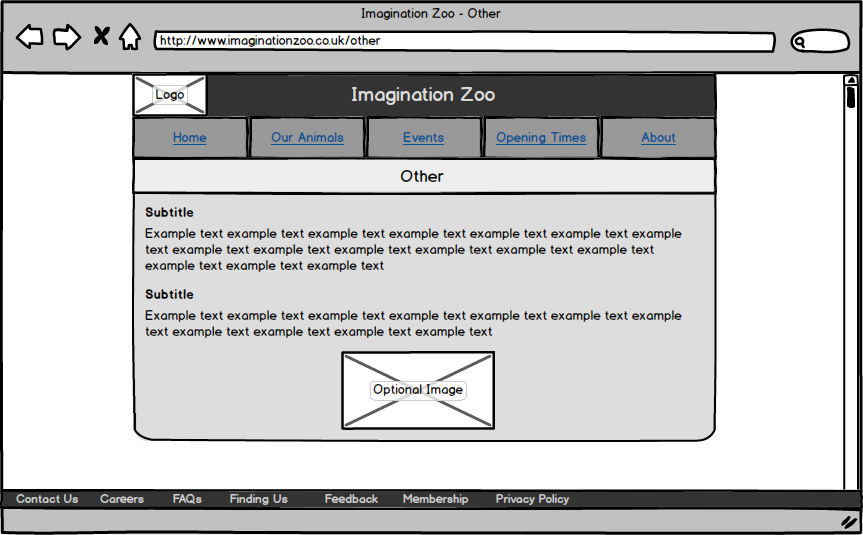 Imagination Zoo - Other
http://www.imaginationzoo.co.uk/other
Logo
Imagination Zoo
Home Our Animals Events Opening Times About
Other
Subtitle
Example text example text example text example text example text example text example
text example text example text example text example text example text example text
example text example text example text
Subtitle
Example text example text example text example text example text example text example
text example text example text example text example text
Optional Image
Contact Us Careers FAQs Finding Us Feedback Membership Privacy Policy